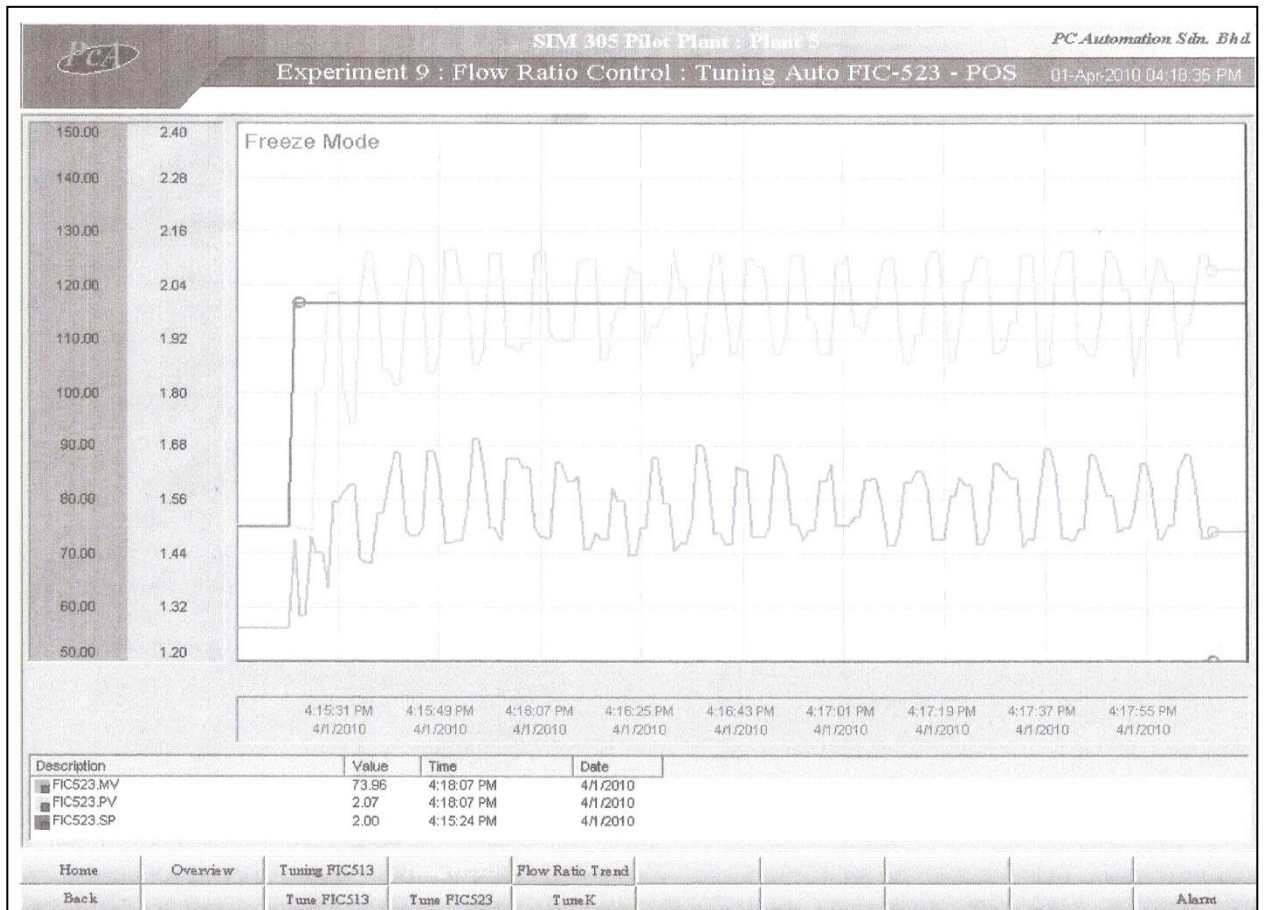 PCA
SIM 305 Pilot Plant : Plant 5
PC Automation Sdn. Bhd.
Experiment 9 : Flow Ratio Control : Tuning Auto FIC-523 - POS 01-Apr-2010 04:18:35 PM
Freeze Mode
150.00 2.40
140.00 2.28
130.00 2.16
120.00 2.04
110.00 1.92
100.00 1.80
90.00 1.68
80.00 1.56
70.00 1.44
60.00 1.32
50.00 1.20
4:15:31 PM 4:15:49 PM 4:16:07 PM 4:16:25 PM 4:16:43 PM 4:17:01 PM 4:17:19 PM 4:17:37 PM 4:17:55 PM
4/1/2010 4/1/2010 4/1/2010 4/1/2010 4/1/2010 4/1/2010 4/1/2010 4/1/2010 4/1/2010
Description Value Time Date
FIC523.MV 73.96 4:18:07 PM 4/1/2010
FIC523.PV 2.07 4:18:07 PM 4/1/2010
FIC523.SP 2.00 4:15:24 PM 4/1/2010
Home Overview Tuning FIC513 Flow Ratio Trend
Back Tune FIC513 Tune FIC523 TuneK Alarm